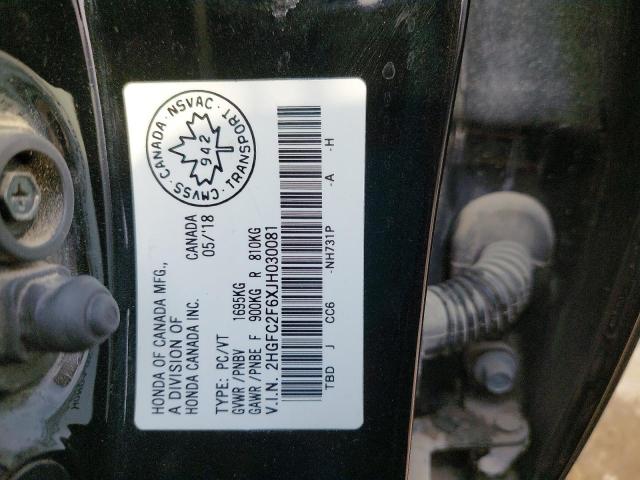 HONDA OF CANADA MFG.,
A DIVISION OF
HONDA CANADA INC.
CANADA
05/'18
TYPE: PC/VT
GVWR/PNBV 1695KG
GAWR/PNBE F 900KG R 810KG
V.I.N. 2HGFC2F6XJH030081
TBD J CC6 -NH731P -A -H
CMVSS·CANADA·NSVAC·TRANSPORT
942